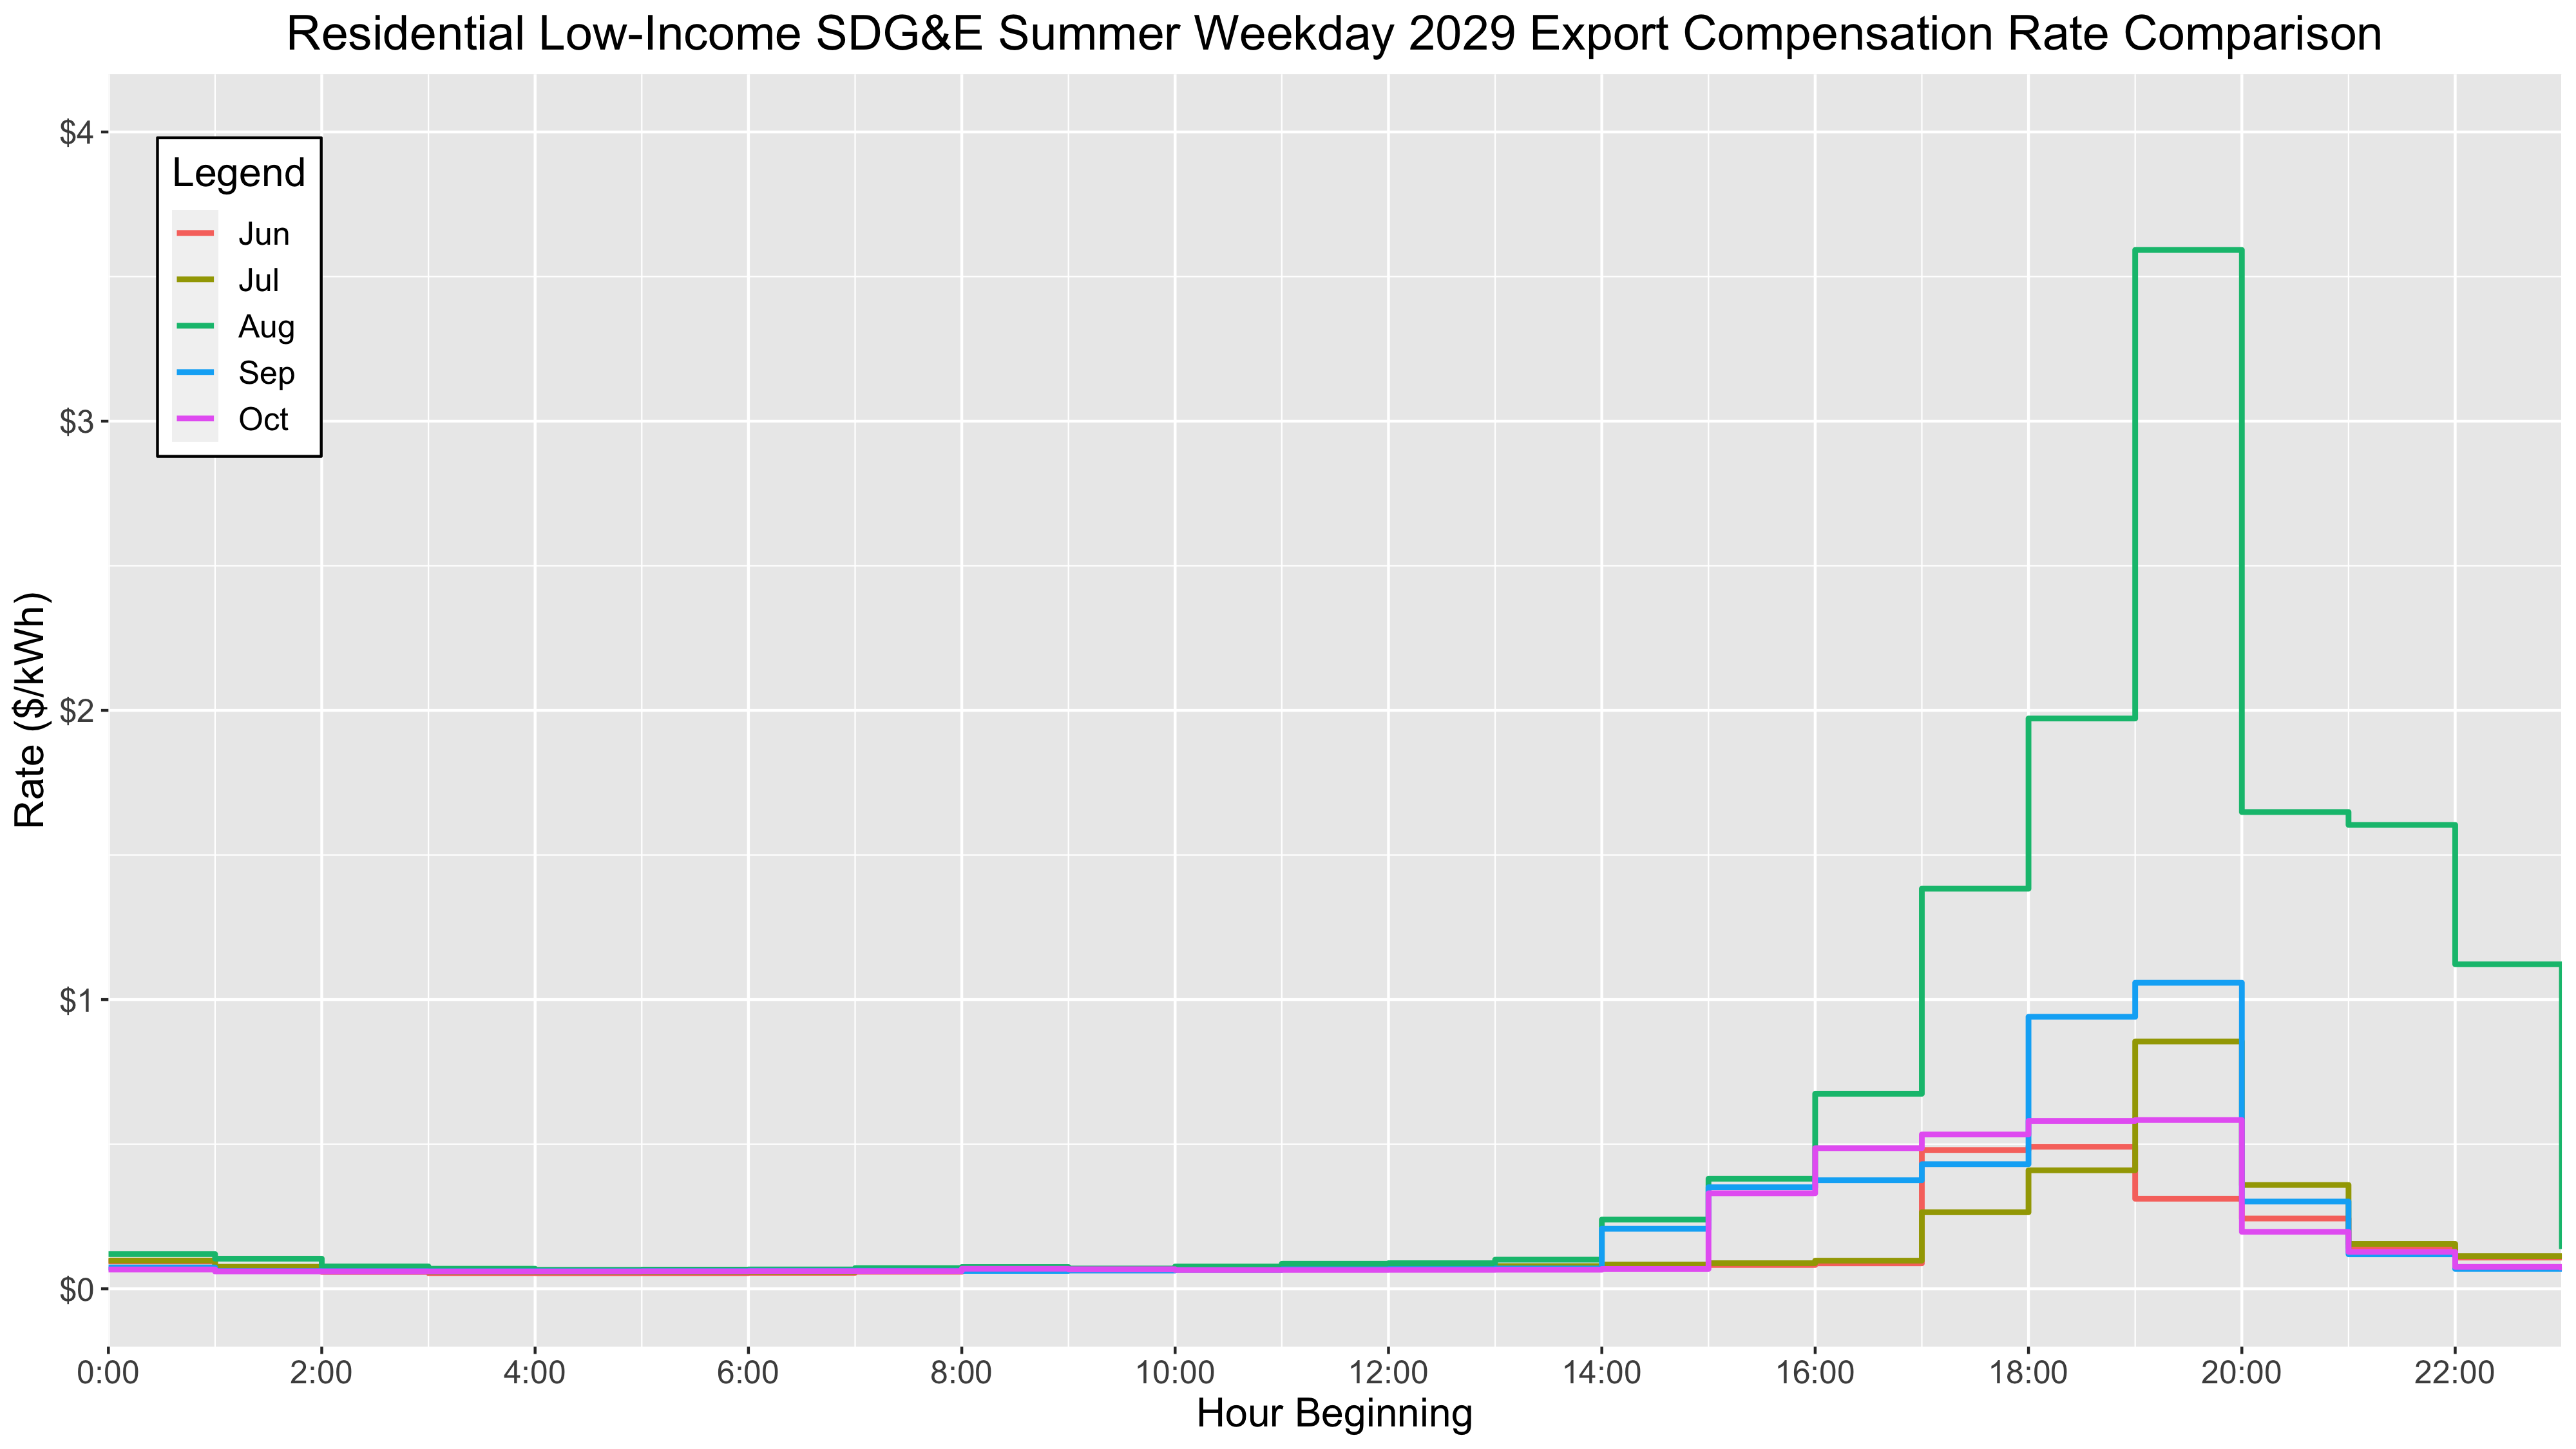 Residential Low-Income SDG&E Summer Weekday 2029 Export Compensation Rate Comparison
$4
$3
$2
$1
$0
Rate ($/kWh)
Legend
Jun
Jul
Aug
Sep
Oct
0:00 2:00 4:00 6:00 8:00 10:00 12:00 14:00 16:00 18:00 20:00 22:00
Hour Beginning